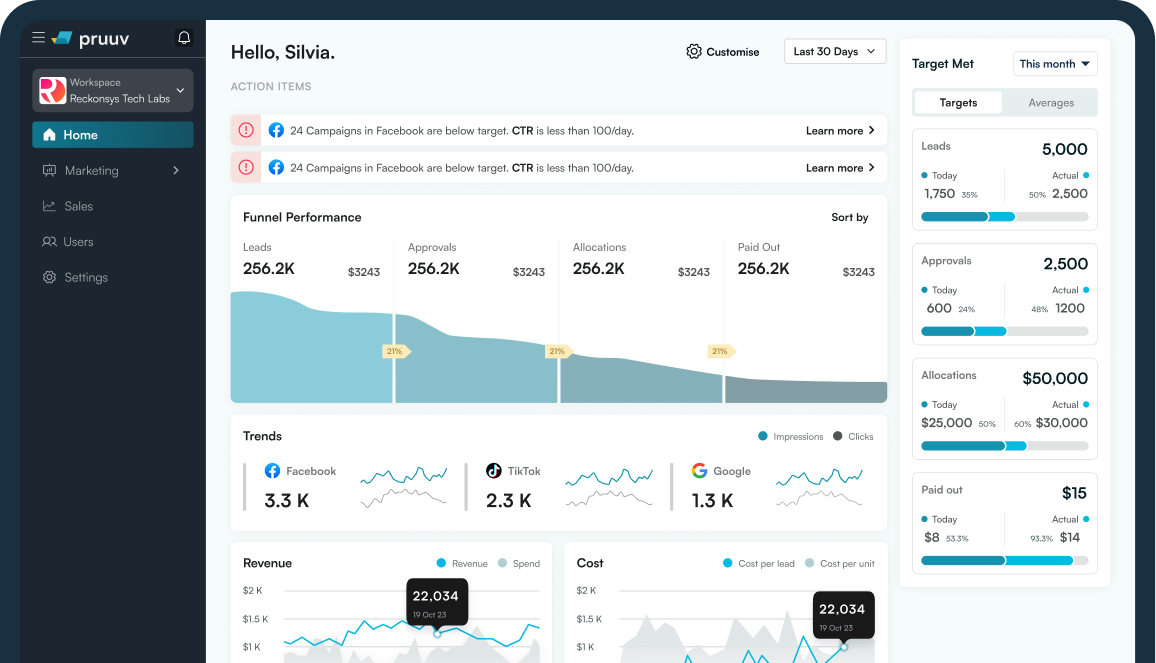 pruuv
Workspace
Reckonsys Tech Labs
Home
Marketing
Sales
Users
Settings
Hello, Silvia.
Customise
Last 30 Days
ACTION ITEMS
24 Campaigns in Facebook are below target. CTR is less than 100/day.
Learn more
24 Campaigns in Facebook are below target. CTR is less than 100/day.
Learn more
Funnel Performance
Sort by
Leads
256.2K
$3243
Approvals
256.2K
$3243
Allocations
256.2K
$3243
Paid Out
256.2K
$3243
21%
21%
21%
Trends
Impressions
Clicks
Facebook
3.3 K
TikTok
2.3 K
Google
1.3 K
Revenue
Revenue
Spend
$2 K
$1.5 K
$1 K
22,034
19 Oct 23
Cost
Cost per lead
Cost per unit
$2 K
$1.5 K
$1 K
22,034
19 Oct 23
Target Met
This month
Targets
Averages
Leads
5,000
Today
Actual
1,750 35%
50% 2,500
Approvals
2,500
Today
Actual
600 24%
48% 1200
Allocations
$50,000
Today
Actual
$25,000 50%
60% $30,000
Paid out
$15
Today
Actual
$8 53.3%
93.3% $14